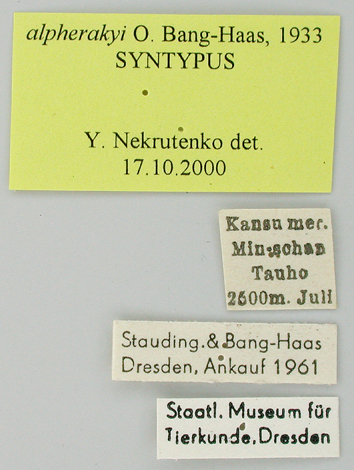 alpherakyi O. Bang-Haas, 1933
SYNTYPUS
Y. Nekrutenko det.
17.10.2000
Kansu mer.
Min-schan
Tauho
2500m. Juli
Stauding. & Bang-Haas
Dresden, Ankauf 1961
Staatl. Museum für
Tierkunde, Dresden